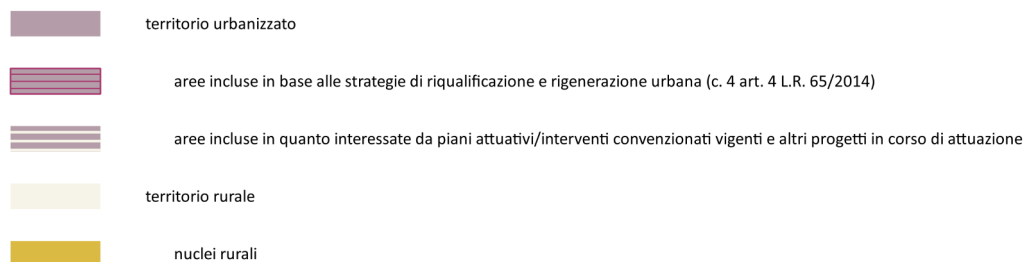 territorio urbanizzato
aree incluse in base alle strategie di riqualificazione e rigenerazione urbana (c. 4 art. 4 L.R. 65/2014)
aree incluse in quanto interessate da piani attuativi/interventi convenzionati vigenti e altri progetti in corso di attuazione
territorio rurale
nuclei rurali